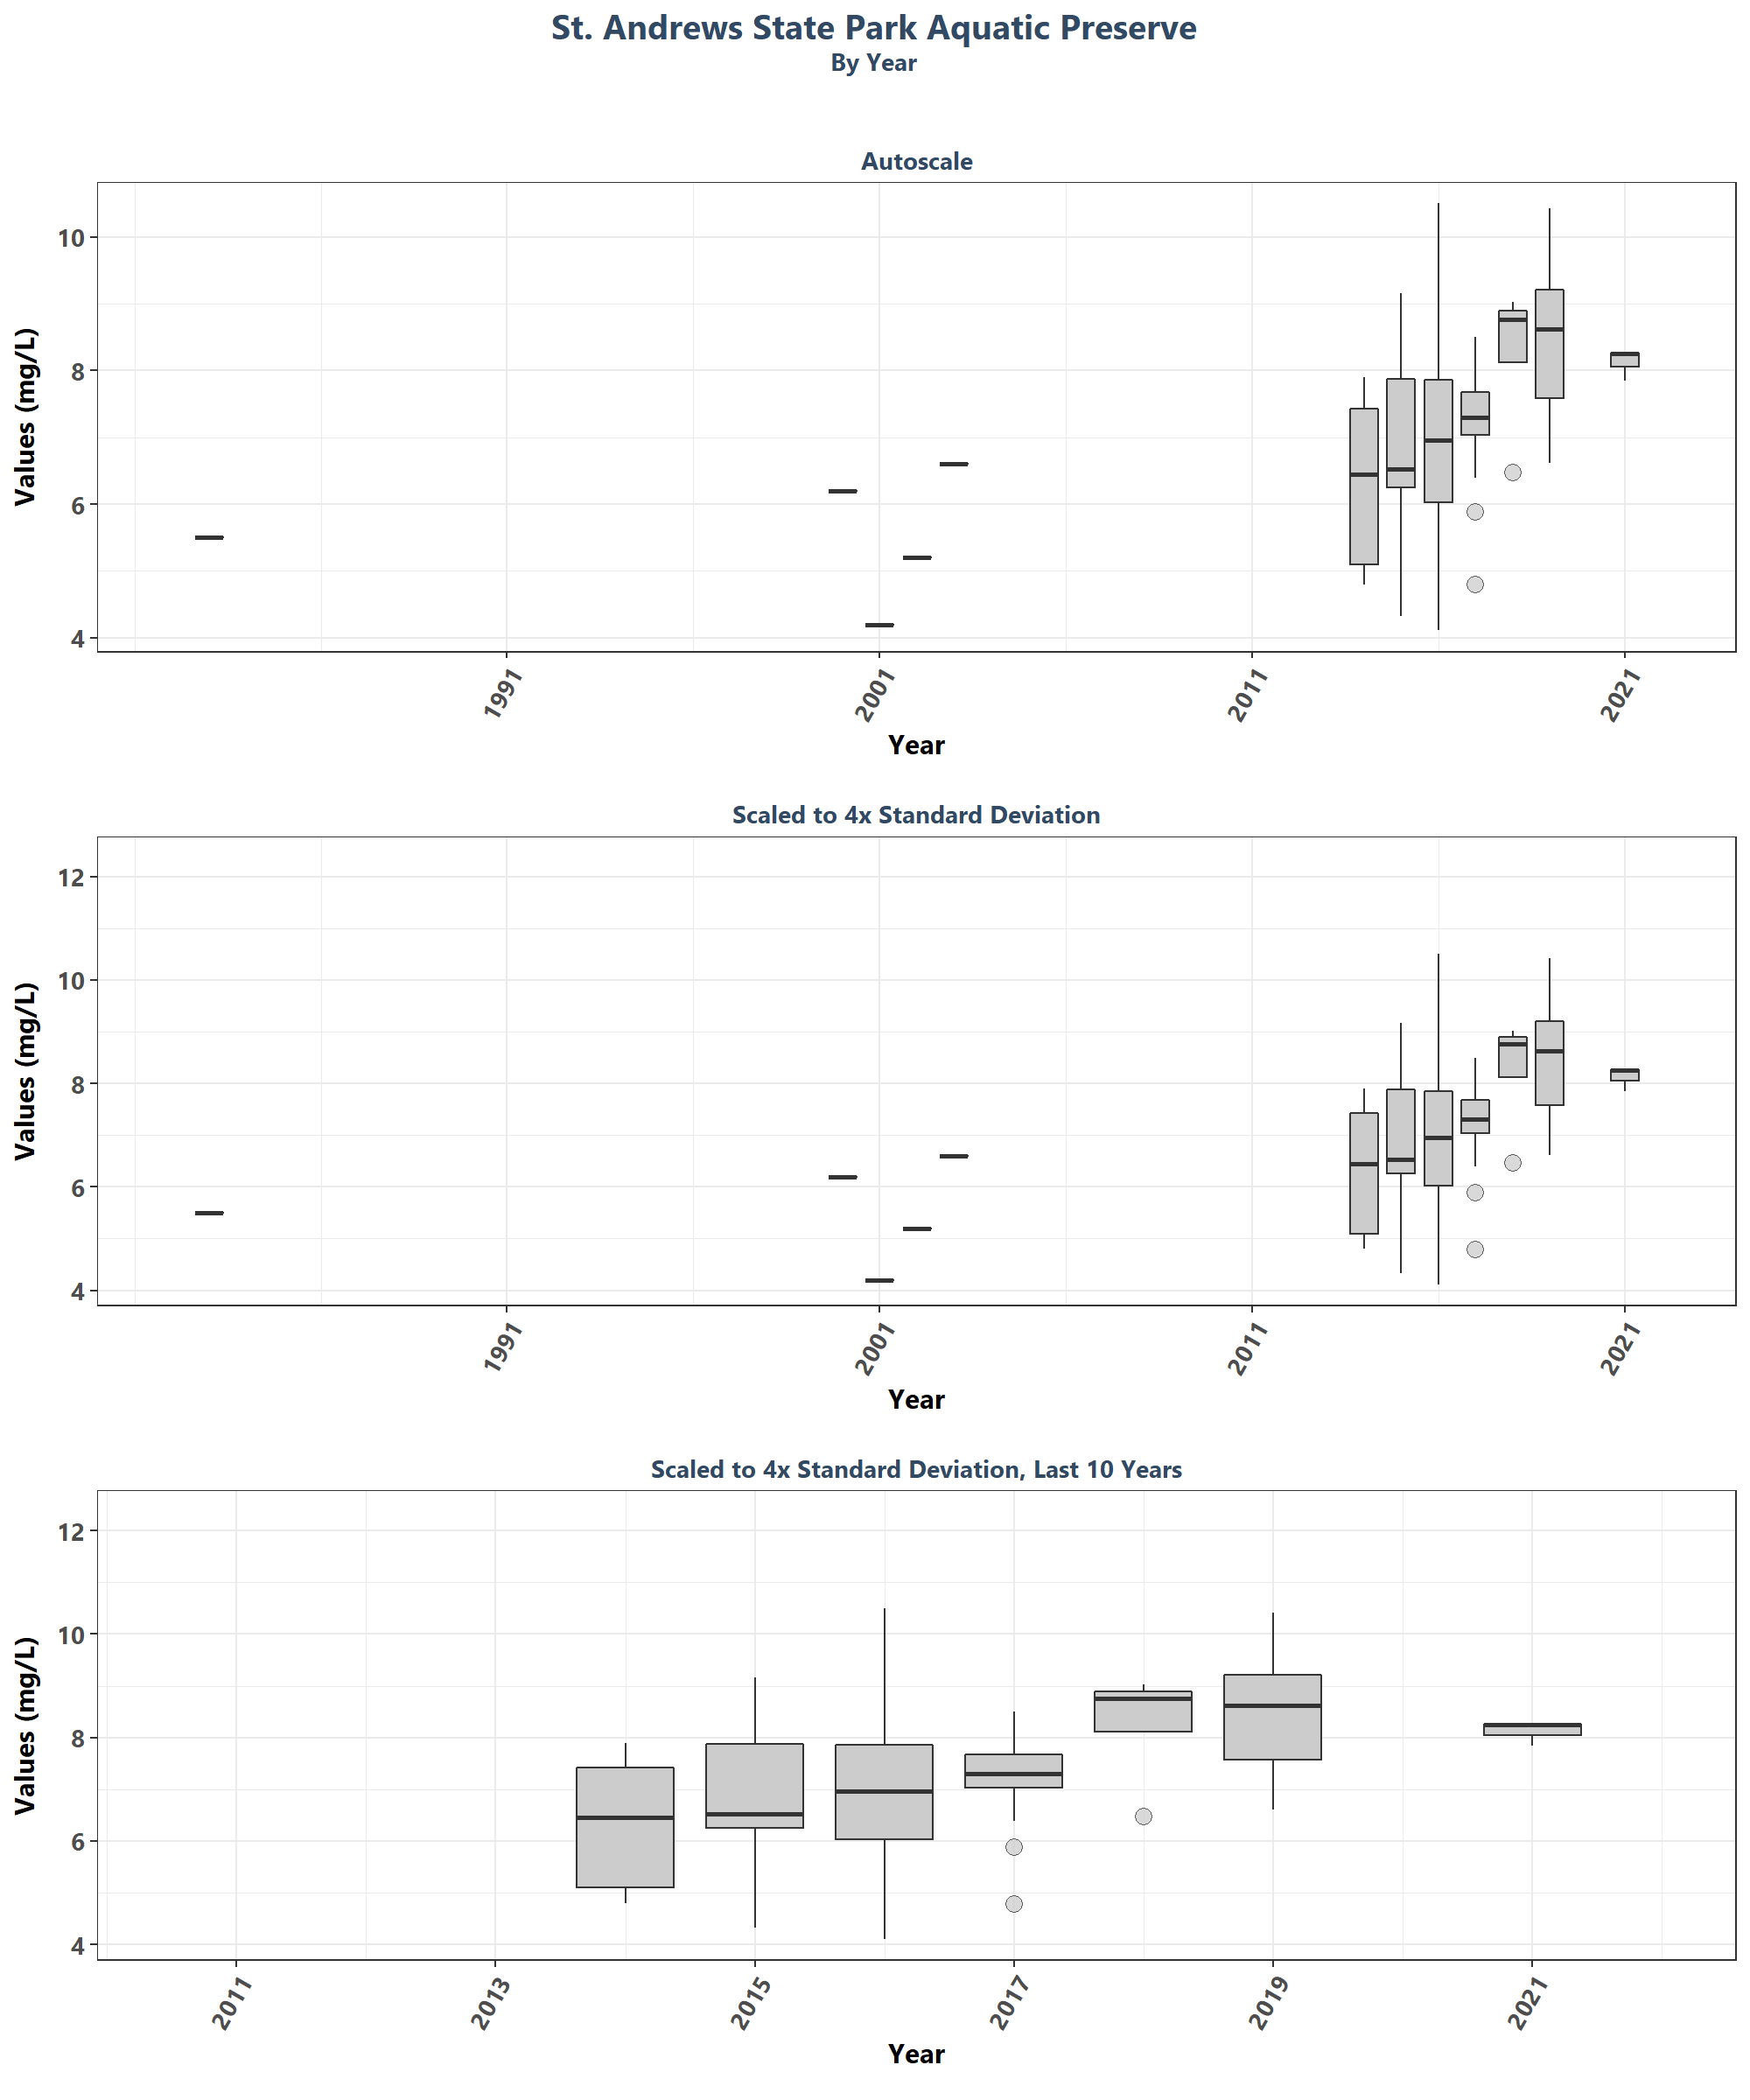 St. Andrews State Park Aquatic Preserve
By Year
Autoscale
Values (mg/L)
10
8
6
4
1991
2001
2011
2021
Year
Scaled to 4x Standard Deviation
Values (mg/L)
12
10
8
6
4
1991
2001
2011
2021
Year
Scaled to 4x Standard Deviation, Last 10 Years
Values (mg/L)
12
10
8
6
4
2011
2013
2015
2017
2019
2021
Year